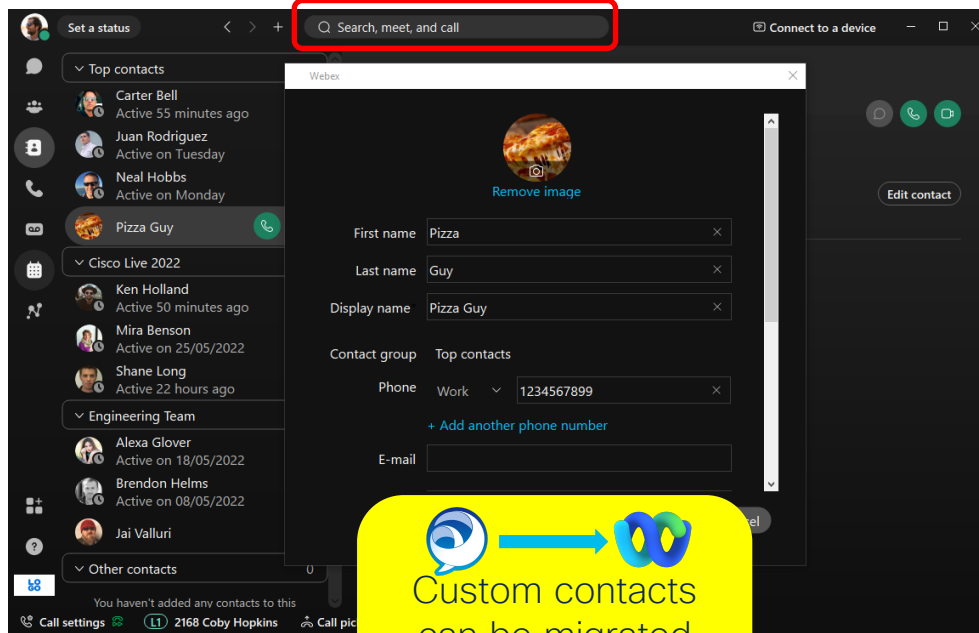 Set a status
Search, meet, and call
Connect to a device
Top contacts
Carter Bell
Active 55 minutes ago
Juan Rodriguez
Active on Tuesday
Neal Hobbs
Active on Monday
Pizza Guy
Cisco Live 2022
Ken Holland
Active 50 minutes ago
Mira Benson
Active on 25/05/2022
Shane Long
Active 22 hours ago
Engineering Team
Alexa Glover
Active on 18/05/2022
Brendon Helms
Active on 08/05/2022
Jai Valluri
Other contacts 0
You haven't added any contacts to this
Webex
Remove image
First name Pizza
Last name Guy
Display name Pizza Guy
Contact group Top contacts
Phone Work 1234567899
+ Add another phone number
E-mail
Edit contact
Custom contacts
can be migrated
LO
GO
Call settings L1 2168 Coby Hopkins Call pic